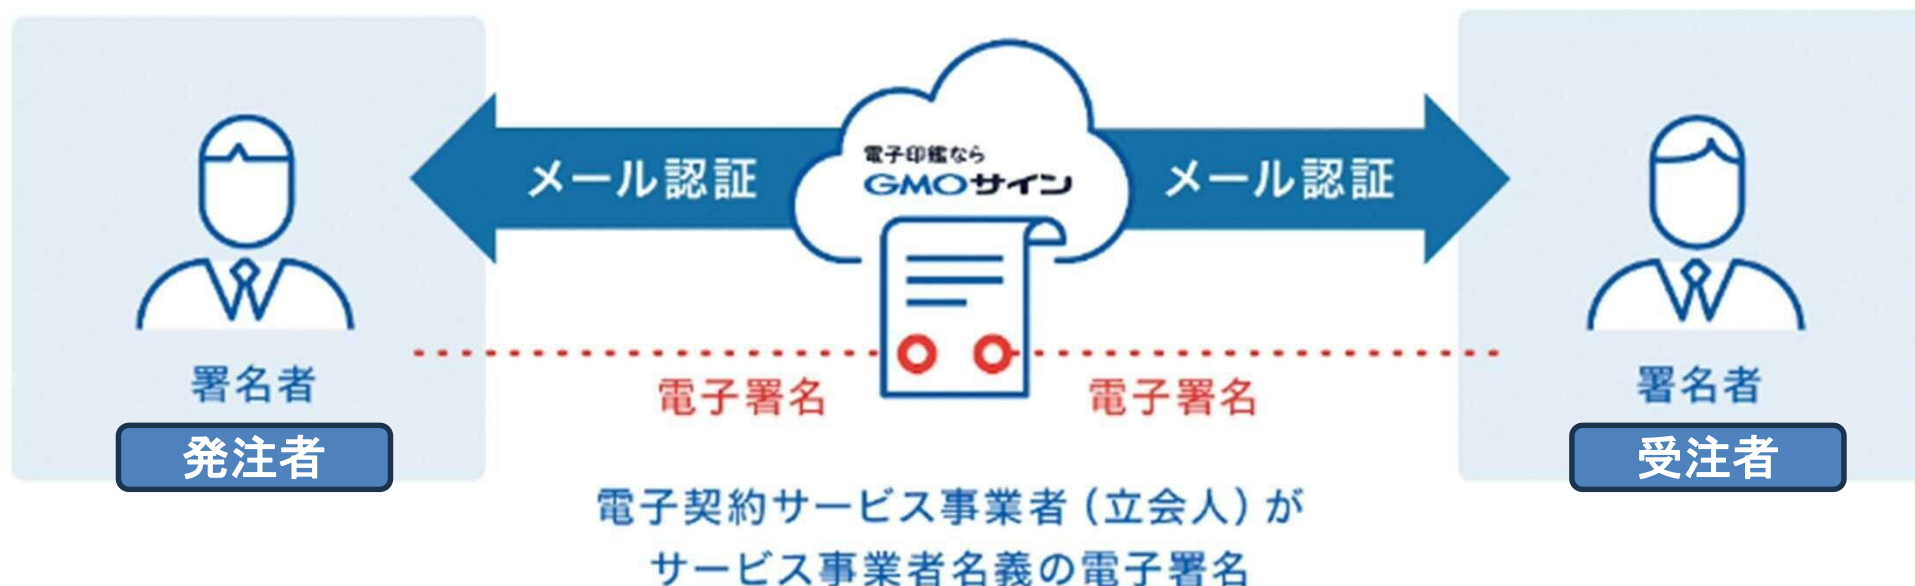 電子印鑑なら
GMOサイン
メール認証
メール認証
署名者
発注者
電子署名
電子署名
署名者
受注者
電子契約サービス事業者（立会人）が
サービス事業者名義の電子署名